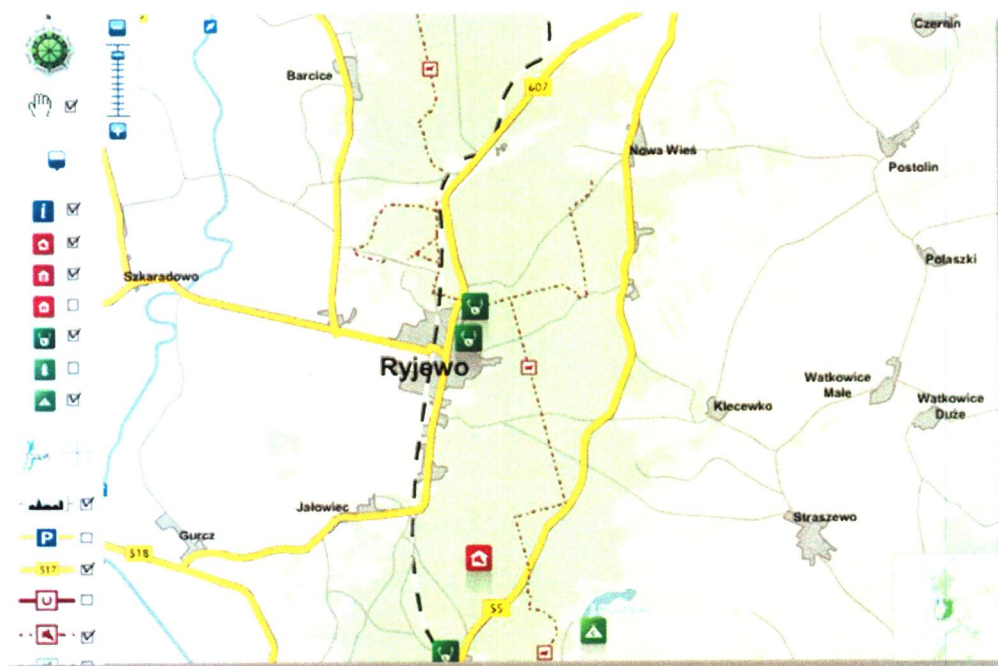 Czernin
Barcice
607
Nowa Wieś
Postolin
Połaszki
Szkaradowo
Ryjewo
Watkowice
Małe
Watkowice
Duże
Klecewko
Jałowiec
Straszewo
Gurcz
P
518
517
55